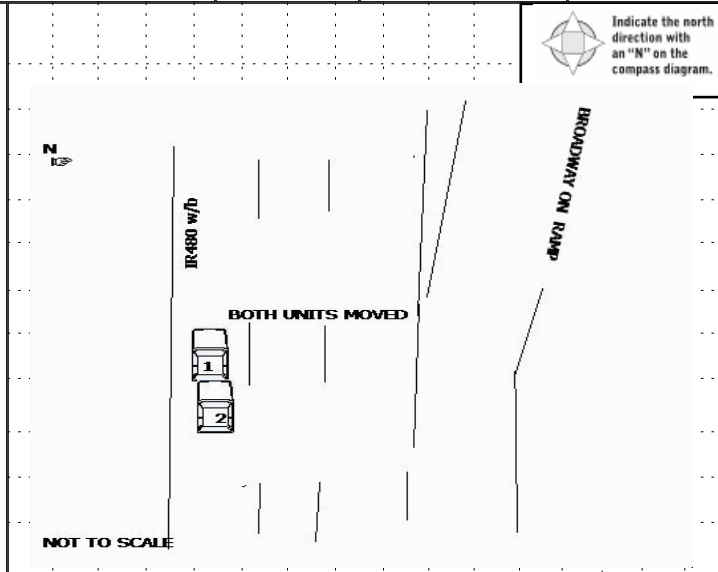 Indicate the north
direction with
an “N” on the
compass diagram.
N
BROADWAY ON RAMP
IR480 w/b
BOTH UNITS MOVED
1
2
NOT TO SCALE